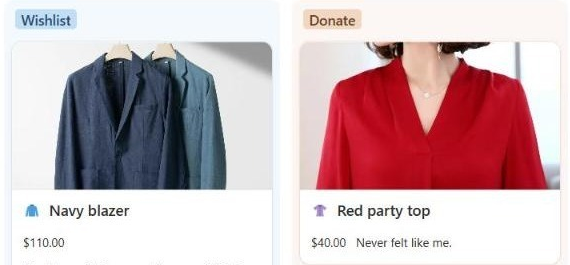 Wishlist
Donate
Navy blazer
$110.00
Red party top
$40.00 Never felt like me.